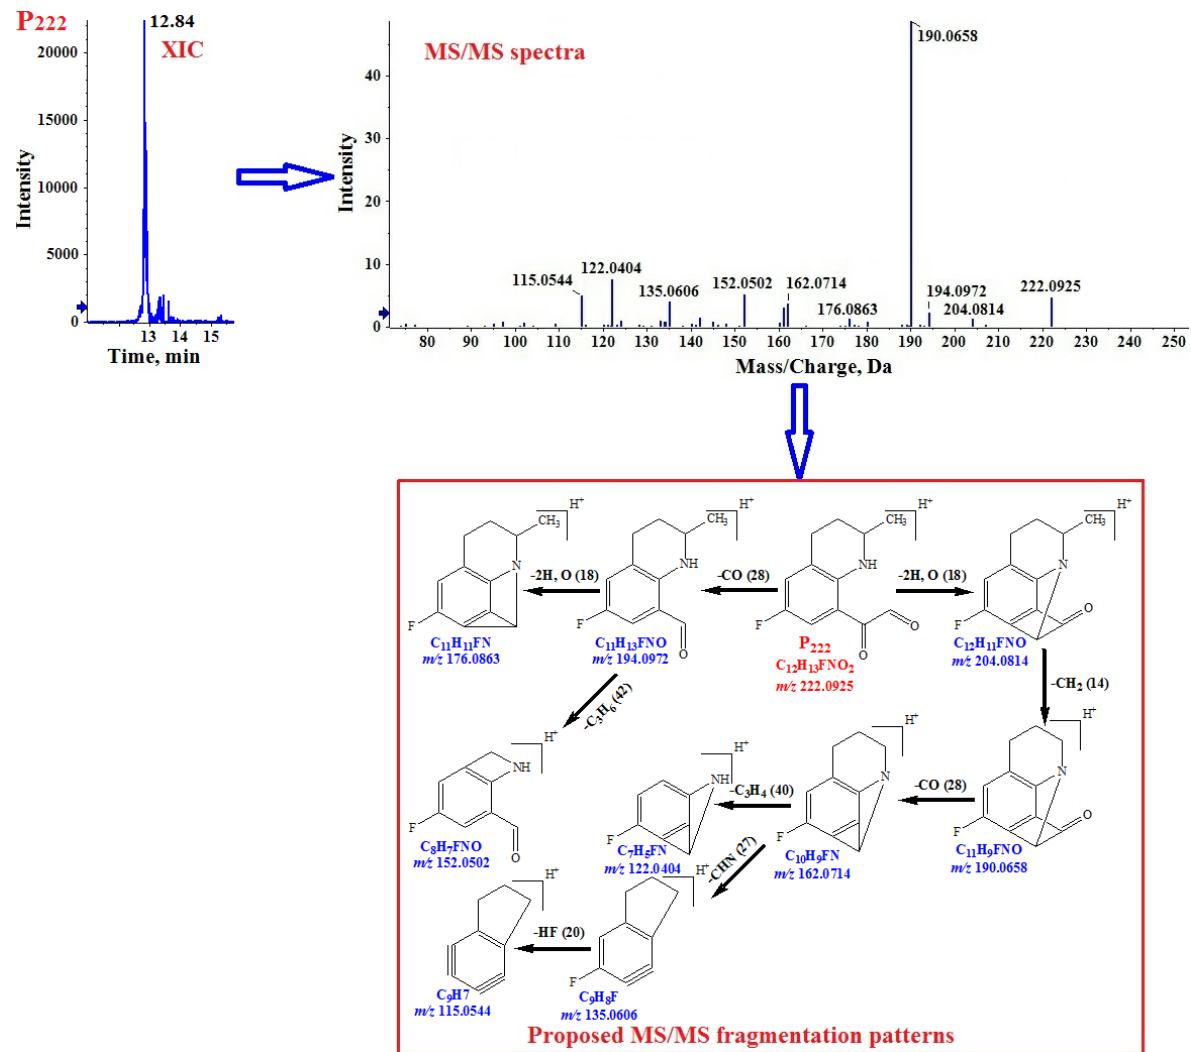 P222
12.84
XIC
20000
15000
10000
5000
0
Intensity
13 14 15
Time, min
MS/MS spectra
190.0658
40
30
20
10
0
Intensity
115.0544
122.0404
135.0606
152.0502
162.0714
176.0863
194.0972
204.0814
222.0925
80 90 100 110 120 130 140 150 160 170 180 190 200 210 220 230 240 250
Mass/Charge, Da
H+
CH3
N
F
C11H11FN
m/z 176.0863
-2H, O (18)
H+
CH3
NH
F
O
C11H13FNO
m/z 194.0972
-CO (28)
H+
CH3
NH
F
O
O
P222
C12H13FNO2
m/z 222.0925
-2H, O (18)
H+
CH3
N
O
F
C12H11FNO
m/z 204.0814
-C3H6 (42)
-CH2 (14)
H+
NH
F
O
C8H7FNO
m/z 152.0502
H+
NH
F
C7H5FN
m/z 122.0404
-C3H4 (40)
H+
N
F
C10H9FN
m/z 162.0714
-CO (28)
H+
N
O
F
C11H9FNO
m/z 190.0658
-CHN (27)
H+
C9H7
m/z 115.0544
-HF (20)
H+
F
C9H8F
m/z 135.0606
Proposed MS/MS fragmentation patterns